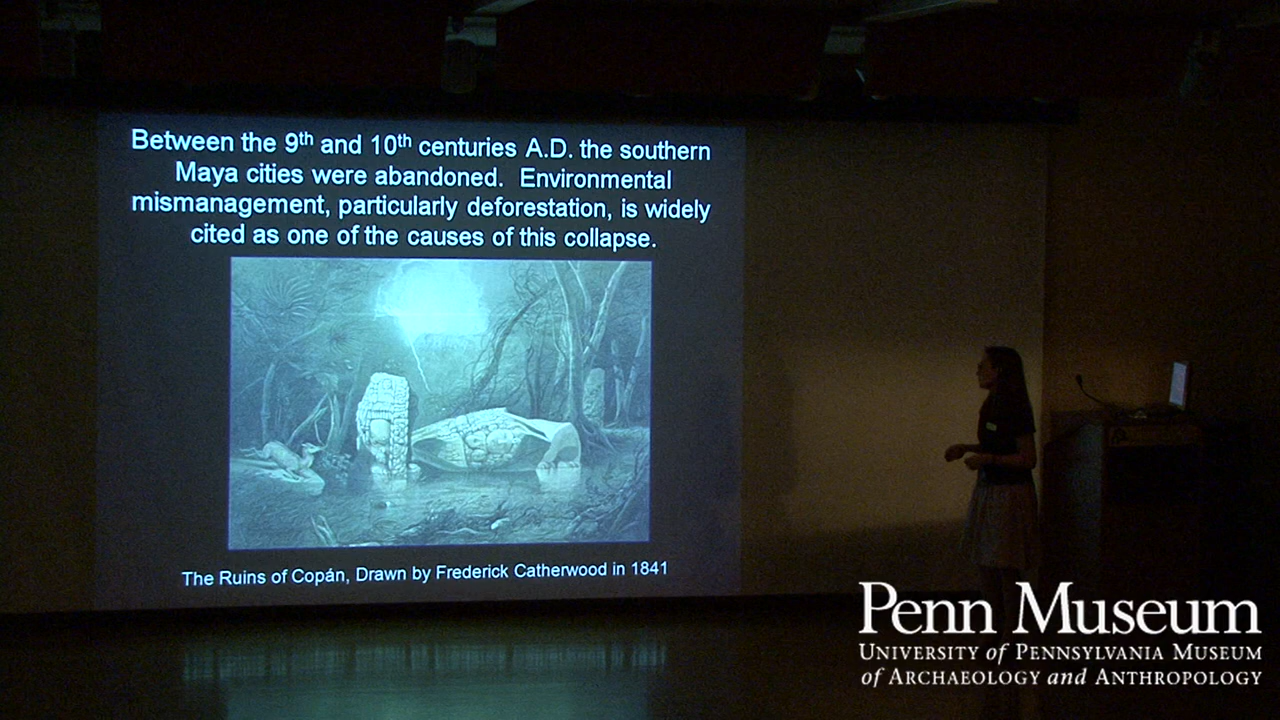 Between the 9th and 10th centuries A.D. the southern
Maya cities were abandoned. Environmental
mismanagement, particularly deforestation, is widely
cited as one of the causes of this collapse.
The Ruins of Copán, Drawn by Frederick Catherwood in 1841
Penn Museum
University of Pennsylvania Museum
of Archaeology and Anthropology